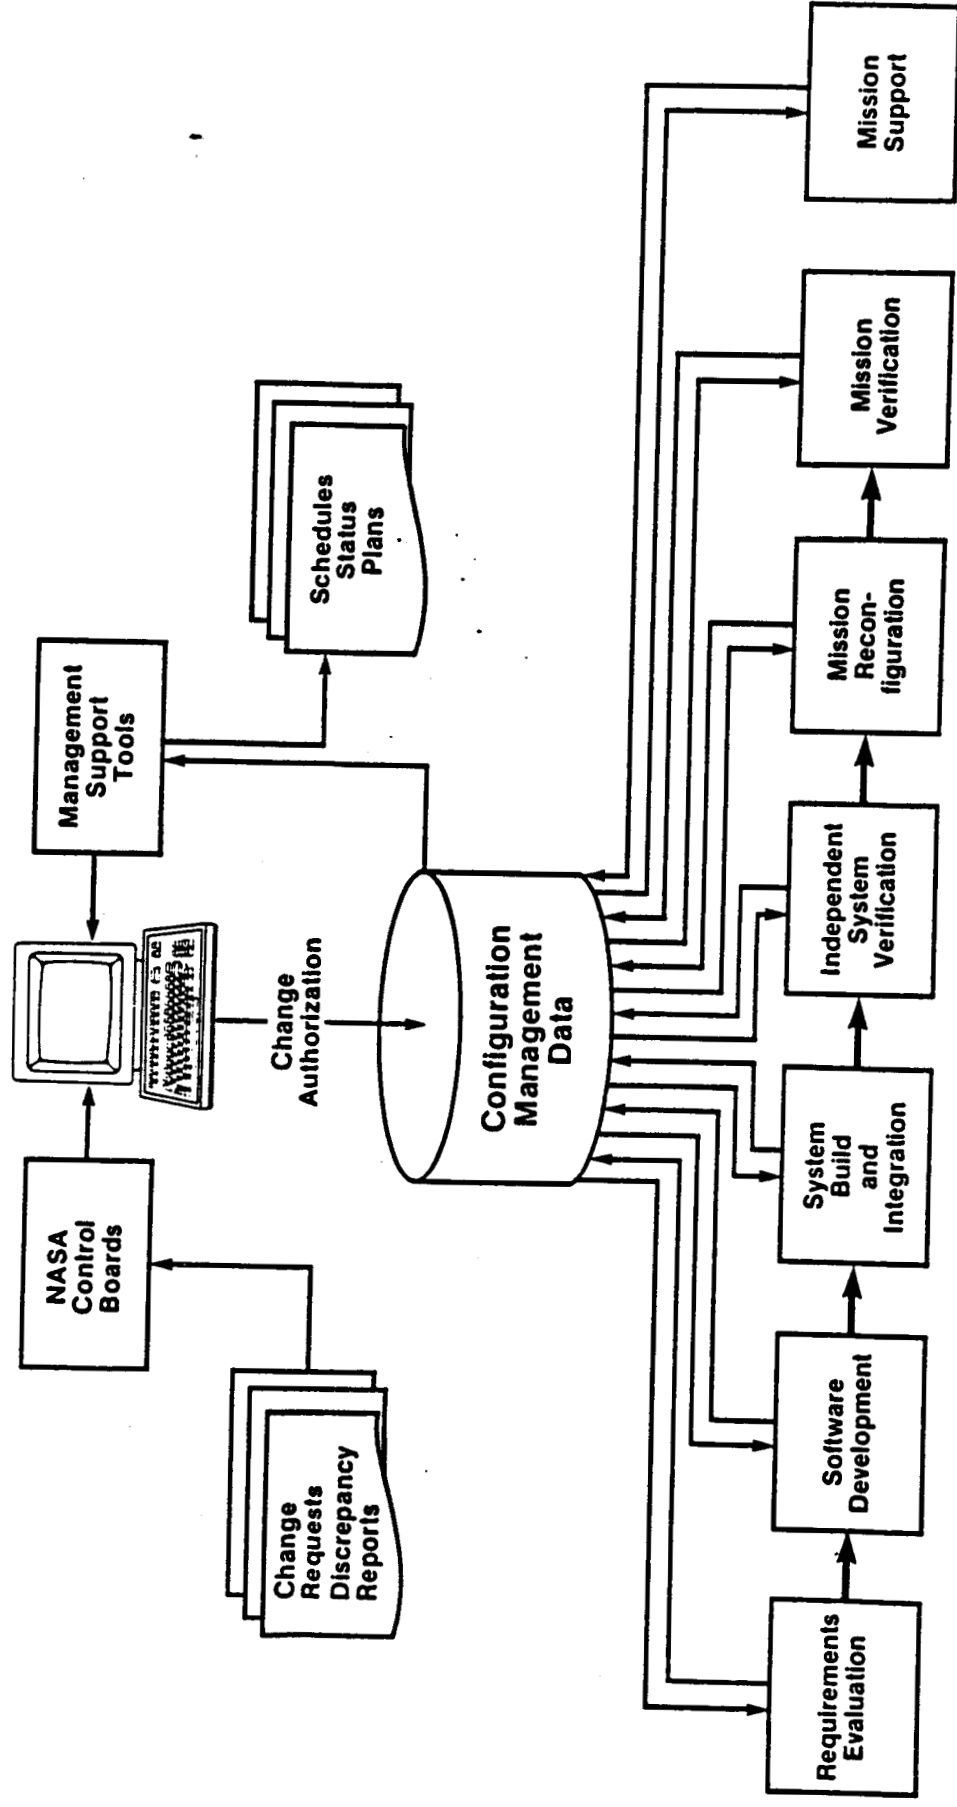 Change
Requests
Discrepancy
Reports
NASA
Control
Boards
Management
Support
Tools
Schedules
Status
Plans
Change
Authorization
Configuration
Management
Data
Requirements
Evaluation
Software
Development
System
Build
and
Integration
Independent
System
Verification
Mission
Recon-
figuration
Mission
Verification
Mission
Support